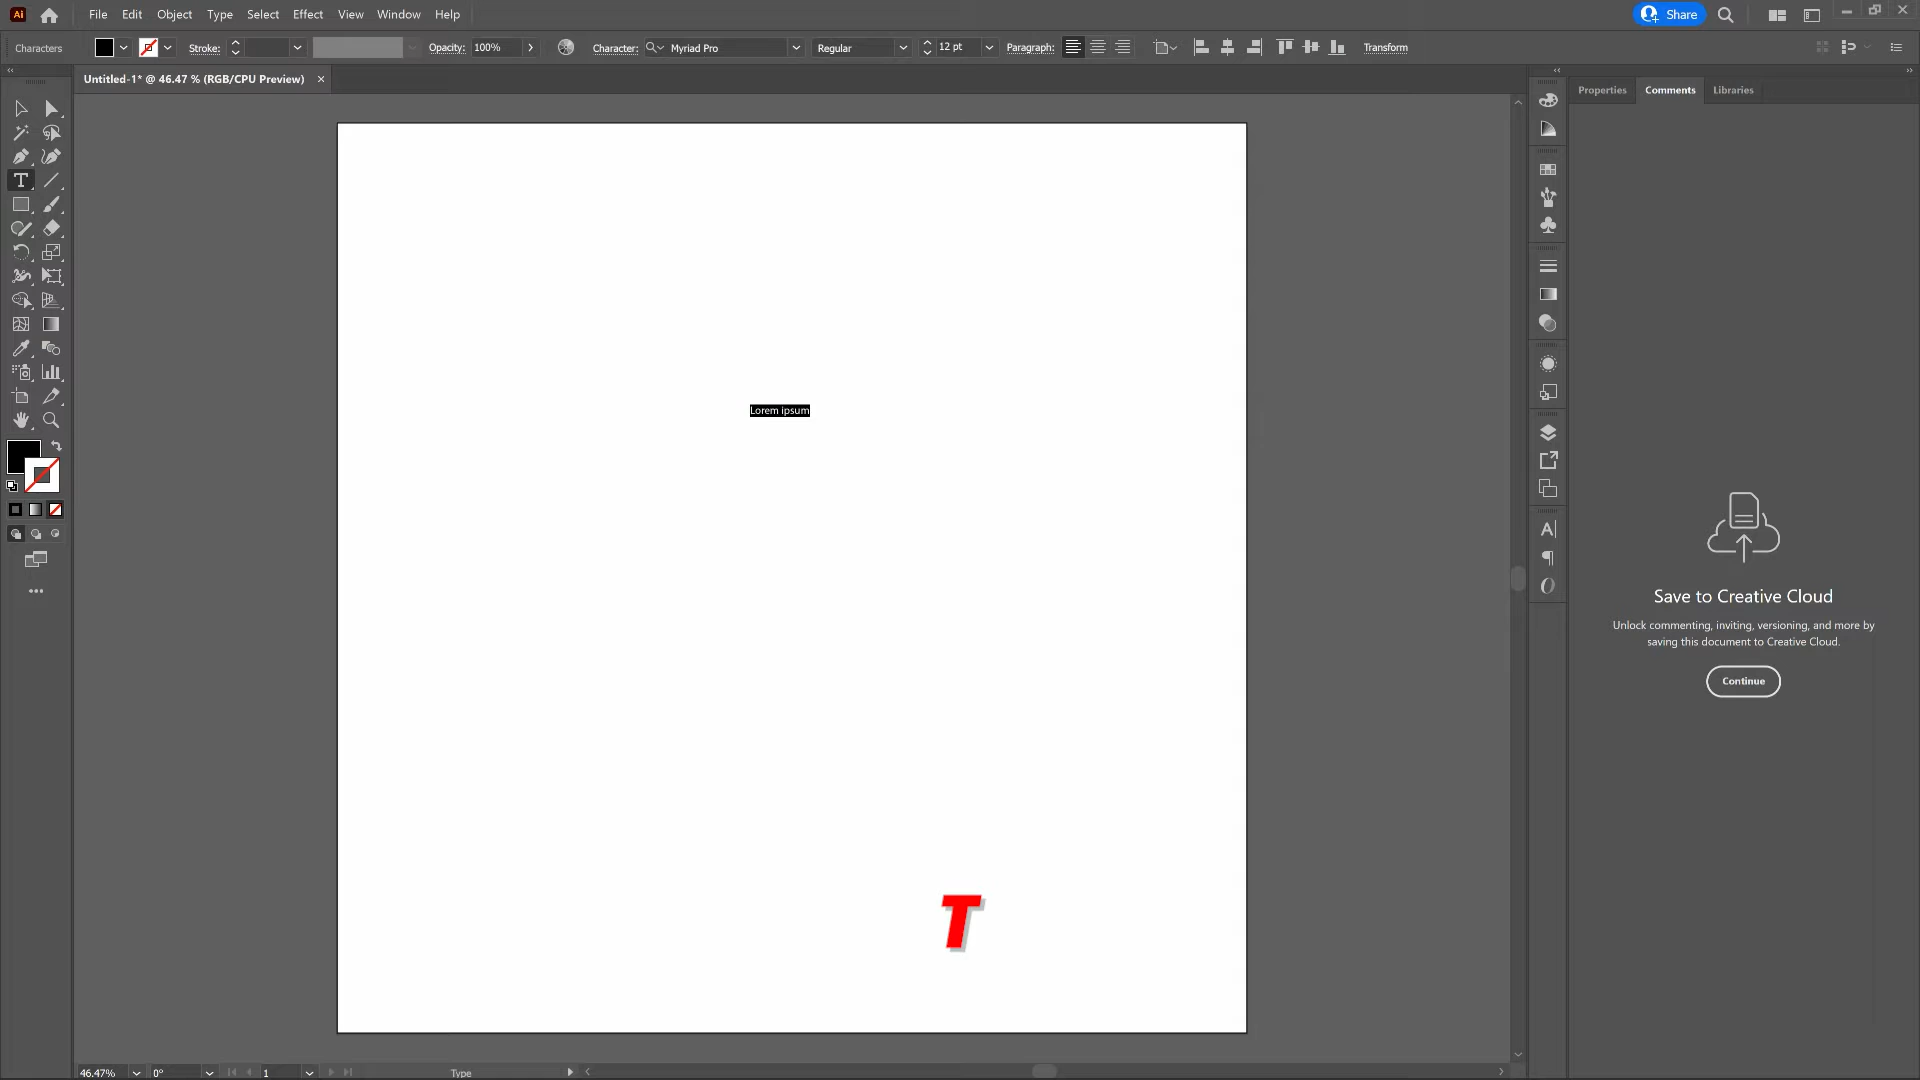 Ai File Edit Object Type Select Effect View Window Help Share
Characters Stroke: Opacity: 100% Character: Myriad Pro Regular 12 pt Paragraph: Transform
Untitled-1* @ 46.47 % (RGB/CPU Preview) ×
Properties Comments Libraries
Lorem ipsum
Save to Creative Cloud
Unlock commenting, inviting, versioning, and more by
saving this document to Creative Cloud.
Continue
T
46.47% 0° 1 Type